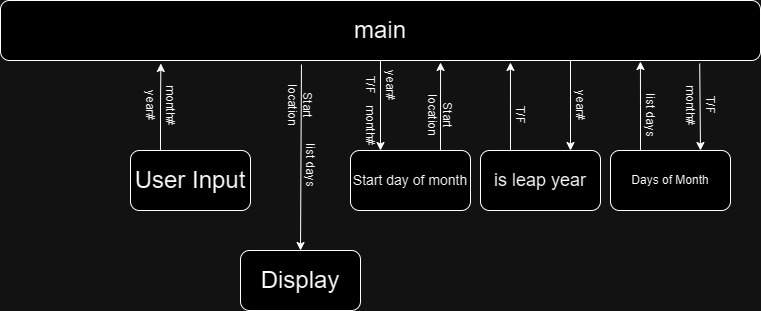 main
month#
year#
Start
location
list days
year#
T/F month#
Start
location
T/F
year#
list days
T/F
month#
User Input
Start day of month
is leap year
Days of Month
Display